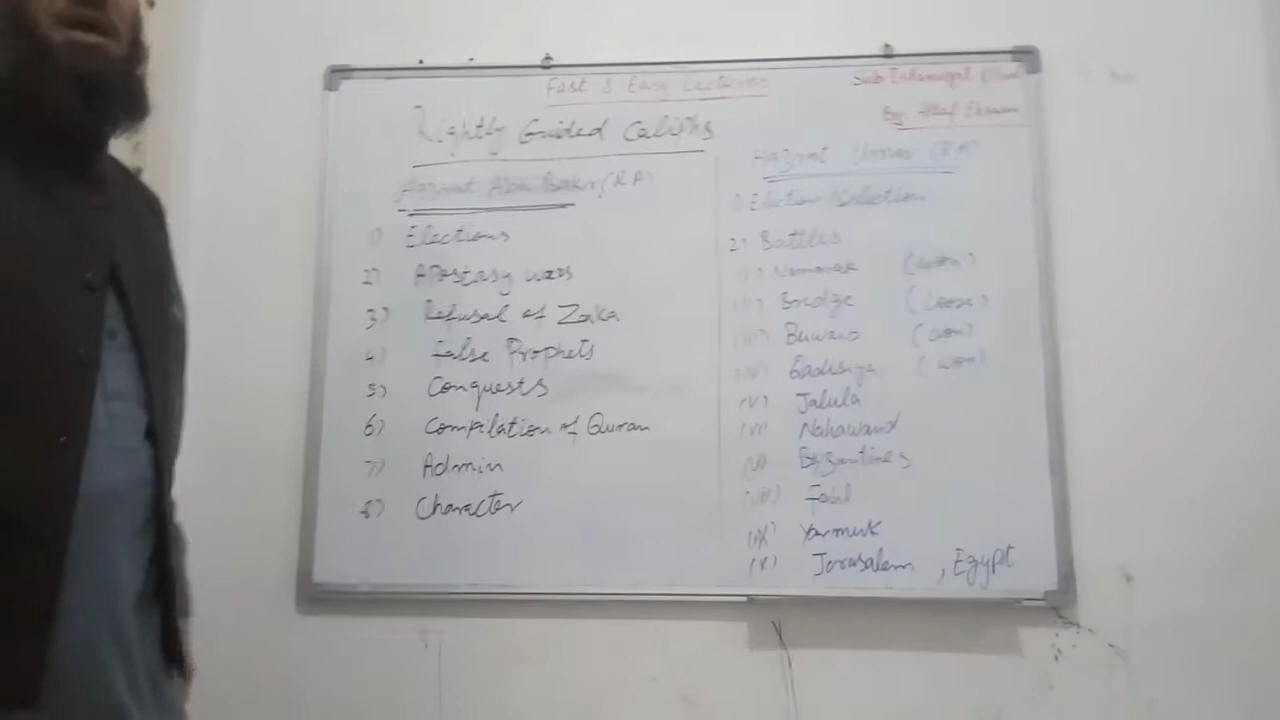 Fast & Easy Lectures
Sub: Islamiyat
By: Altaf
Rightly Guided Caliphs
Hazrat Abu Bakr (RA)
1) Elections
2) Apostasy wars
3) Refusal of Zaka
4) False Prophets
5) Conquests
6) Compilation of Quran
7) Admin
8) Character
Hazrat Umar (RA)
1) Election/Selection
2) Battles
(i) Namarak (won)
(ii) Bridge (loose)
(iii) Buwaib (won)
(iv) Qadisiya (won)
(v) Jalula
(vi) Nahawand
(vii) Byzantines
(viii) Fahl
(ix) Yarmuk
(x) Jerusalem , Egypt